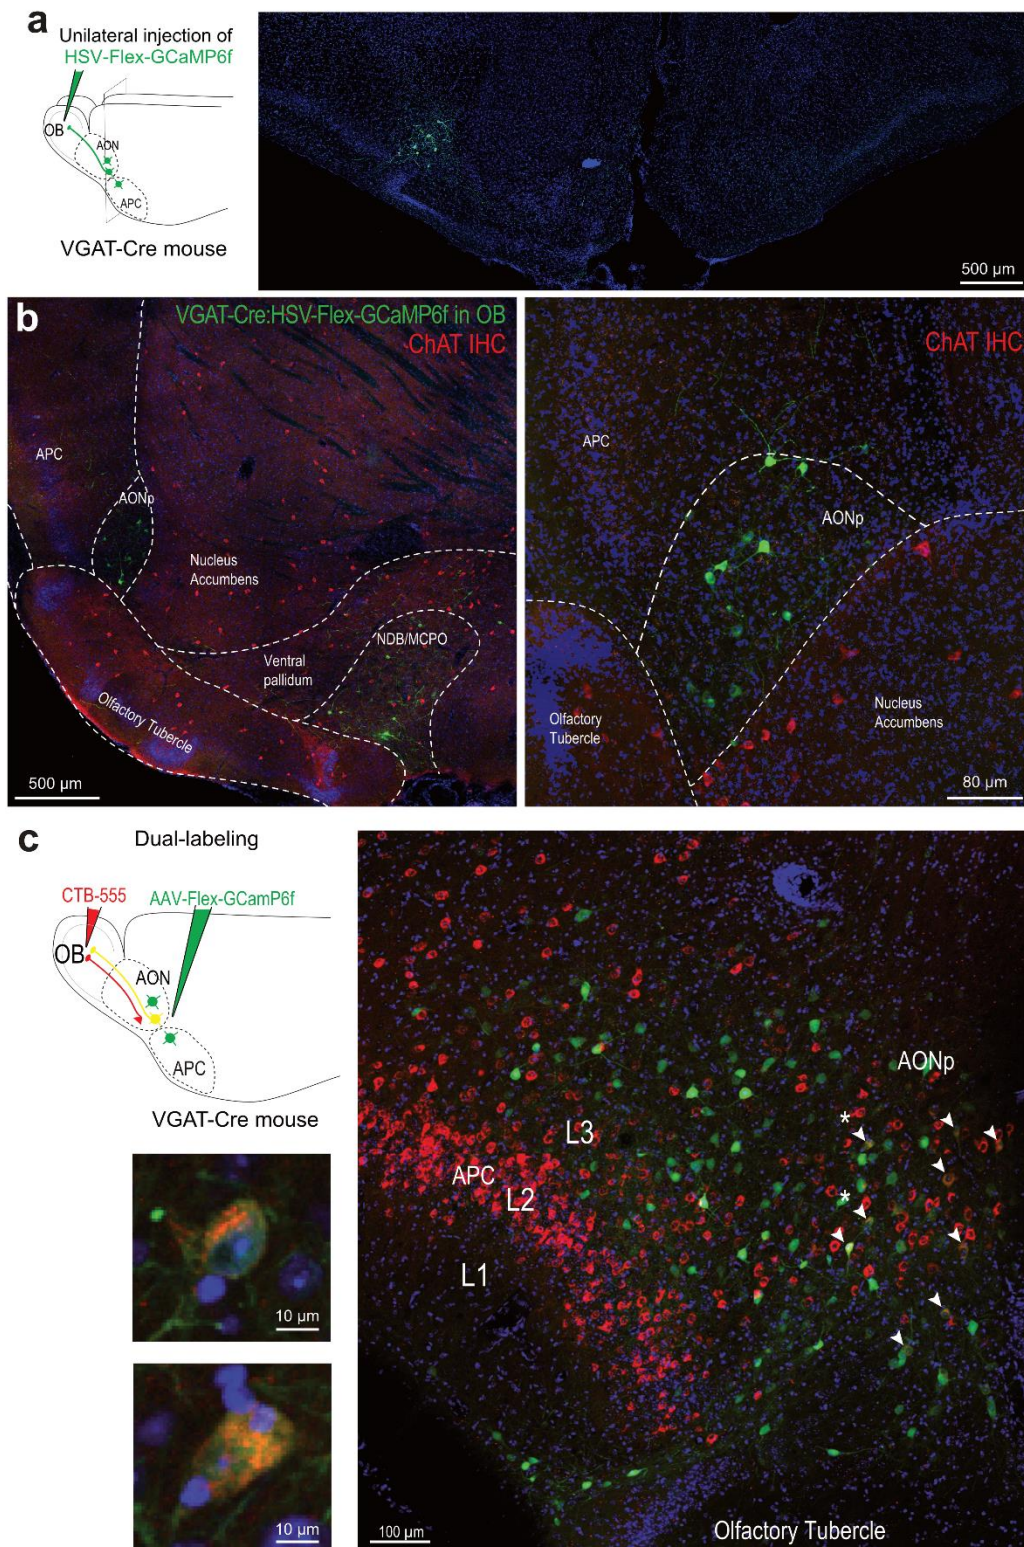 a
Unilateral injection of
HSV-Flex-GCaMP6f
OB
AON
APC
VGAT-Cre mouse
500 µm
b
VGAT-Cre:HSV-Flex-GCaMP6f in OB
ChAT IHC
APC
AONp
Nucleus
Accumbens
NDB/MCPO
Ventral
pallidum
Olfactory Tubercle
500 µm
ChAT IHC
APC
AONp
Olfactory
Tubercle
Nucleus
Accumbens
80 µm
c
Dual-labeling
CTB-555
AAV-Flex-GCamP6f
OB
AON
APC
VGAT-Cre mouse
10 µm
10 µm
AONp
*
L3
APC
L2
*
L1
100 µm
Olfactory Tubercle